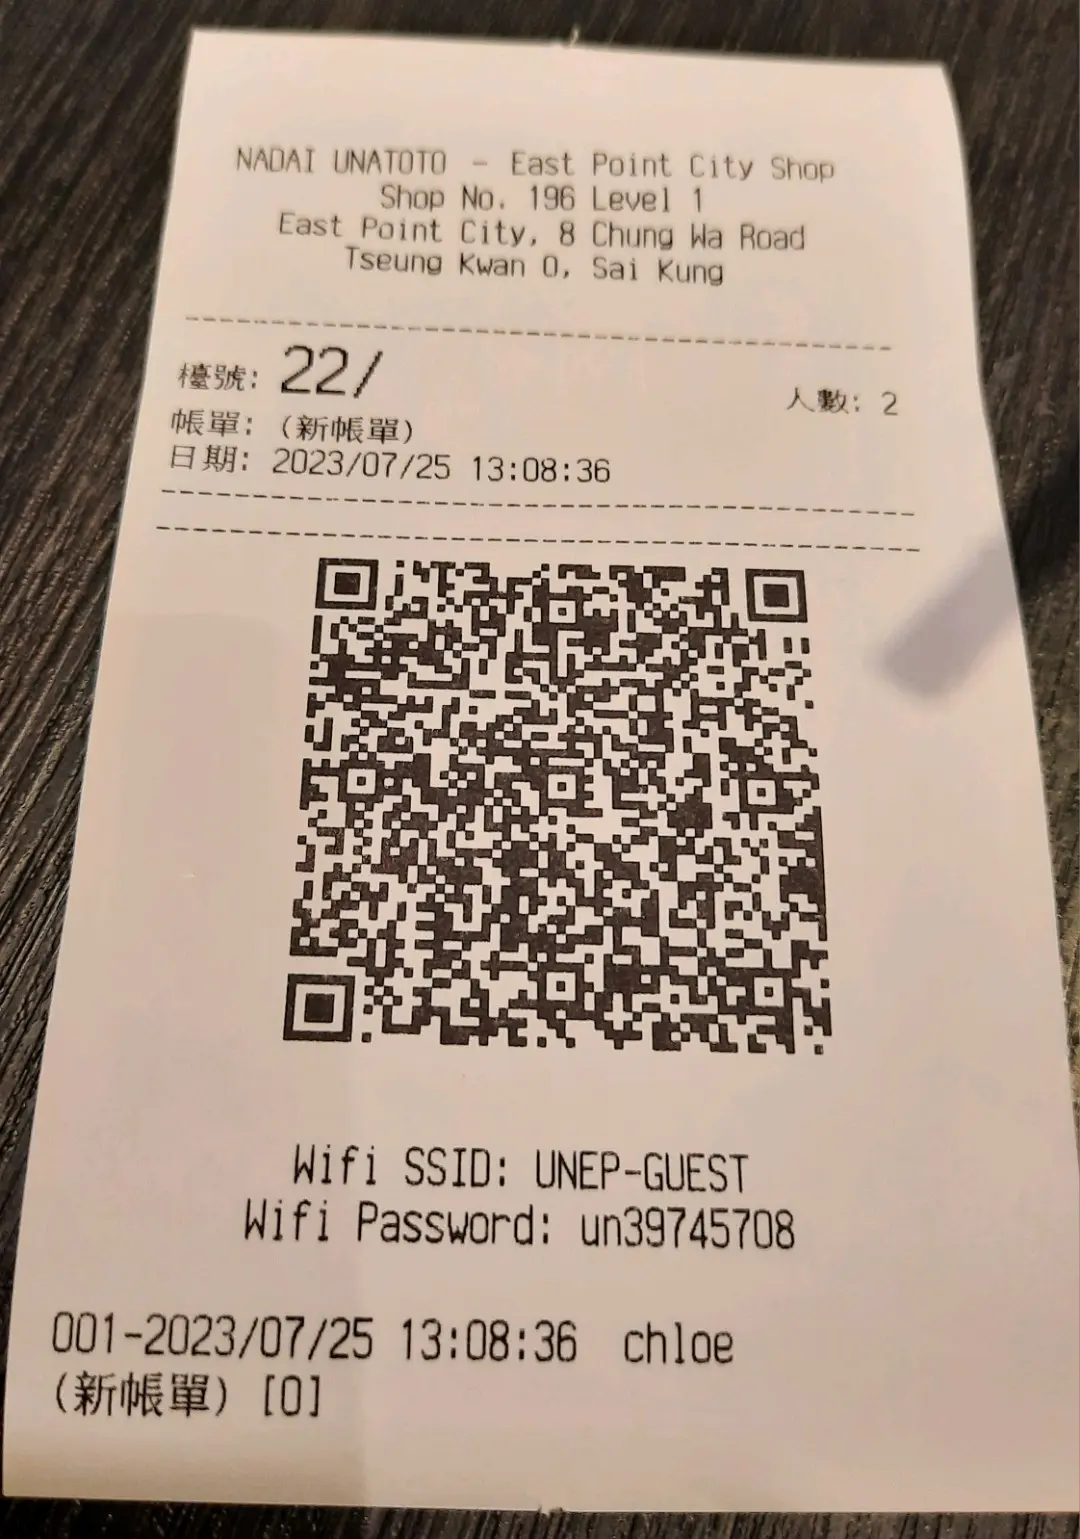 NADAI UNATOTO - East Point City Shop
Shop No. 196 Level 1
East Point City, 8 Chung Wa Road
Tseung Kwan O, Sai Kung
檯號: 22/
人數: 2
帳單: (新帳單)
日期: 2023/07/25 13:08:36
Wifi SSID: UNEP-GUEST
Wifi Password: un39745708
001-2023/07/25 13:08:36 chloe
(新帳單) [0]